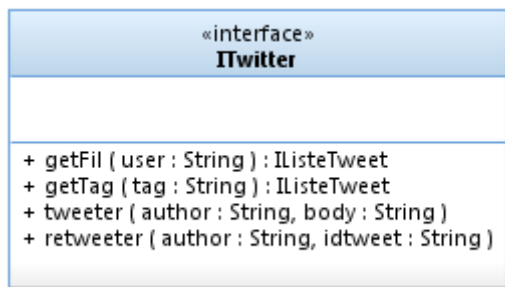 «interface»
ITwitter
+ getFil ( user : String ) : IListeTweet
+ getTag ( tag : String ) : IListeTweet
+ tweeter ( author : String, body : String )
+ retweeter ( author : String, idtweet : String )